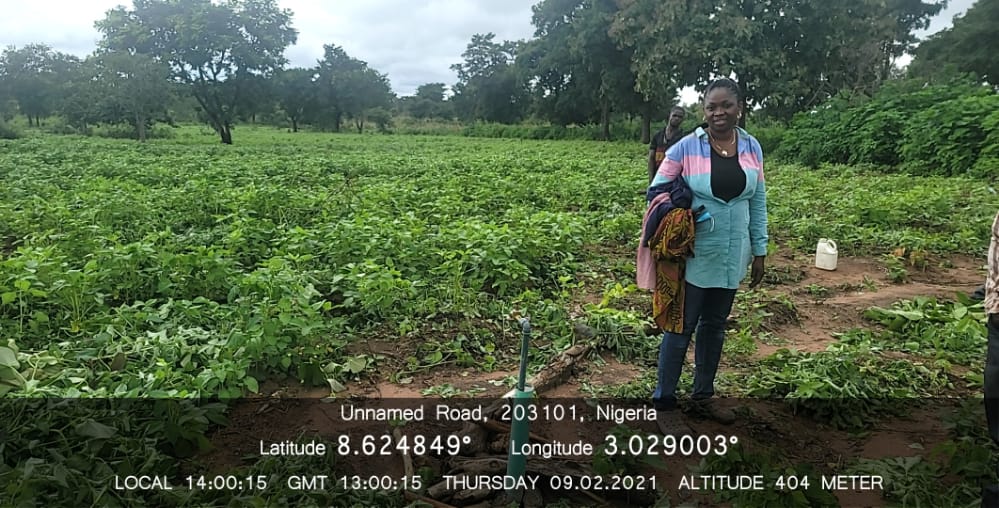 Unnamed Road, 203101, Nigeria
Latitude 8.624849° Longitude 3.029003°
LOCAL 14:00:15 GMT 13:00:15 THURSDAY 09.02.2021 ALTITUDE 404 METER